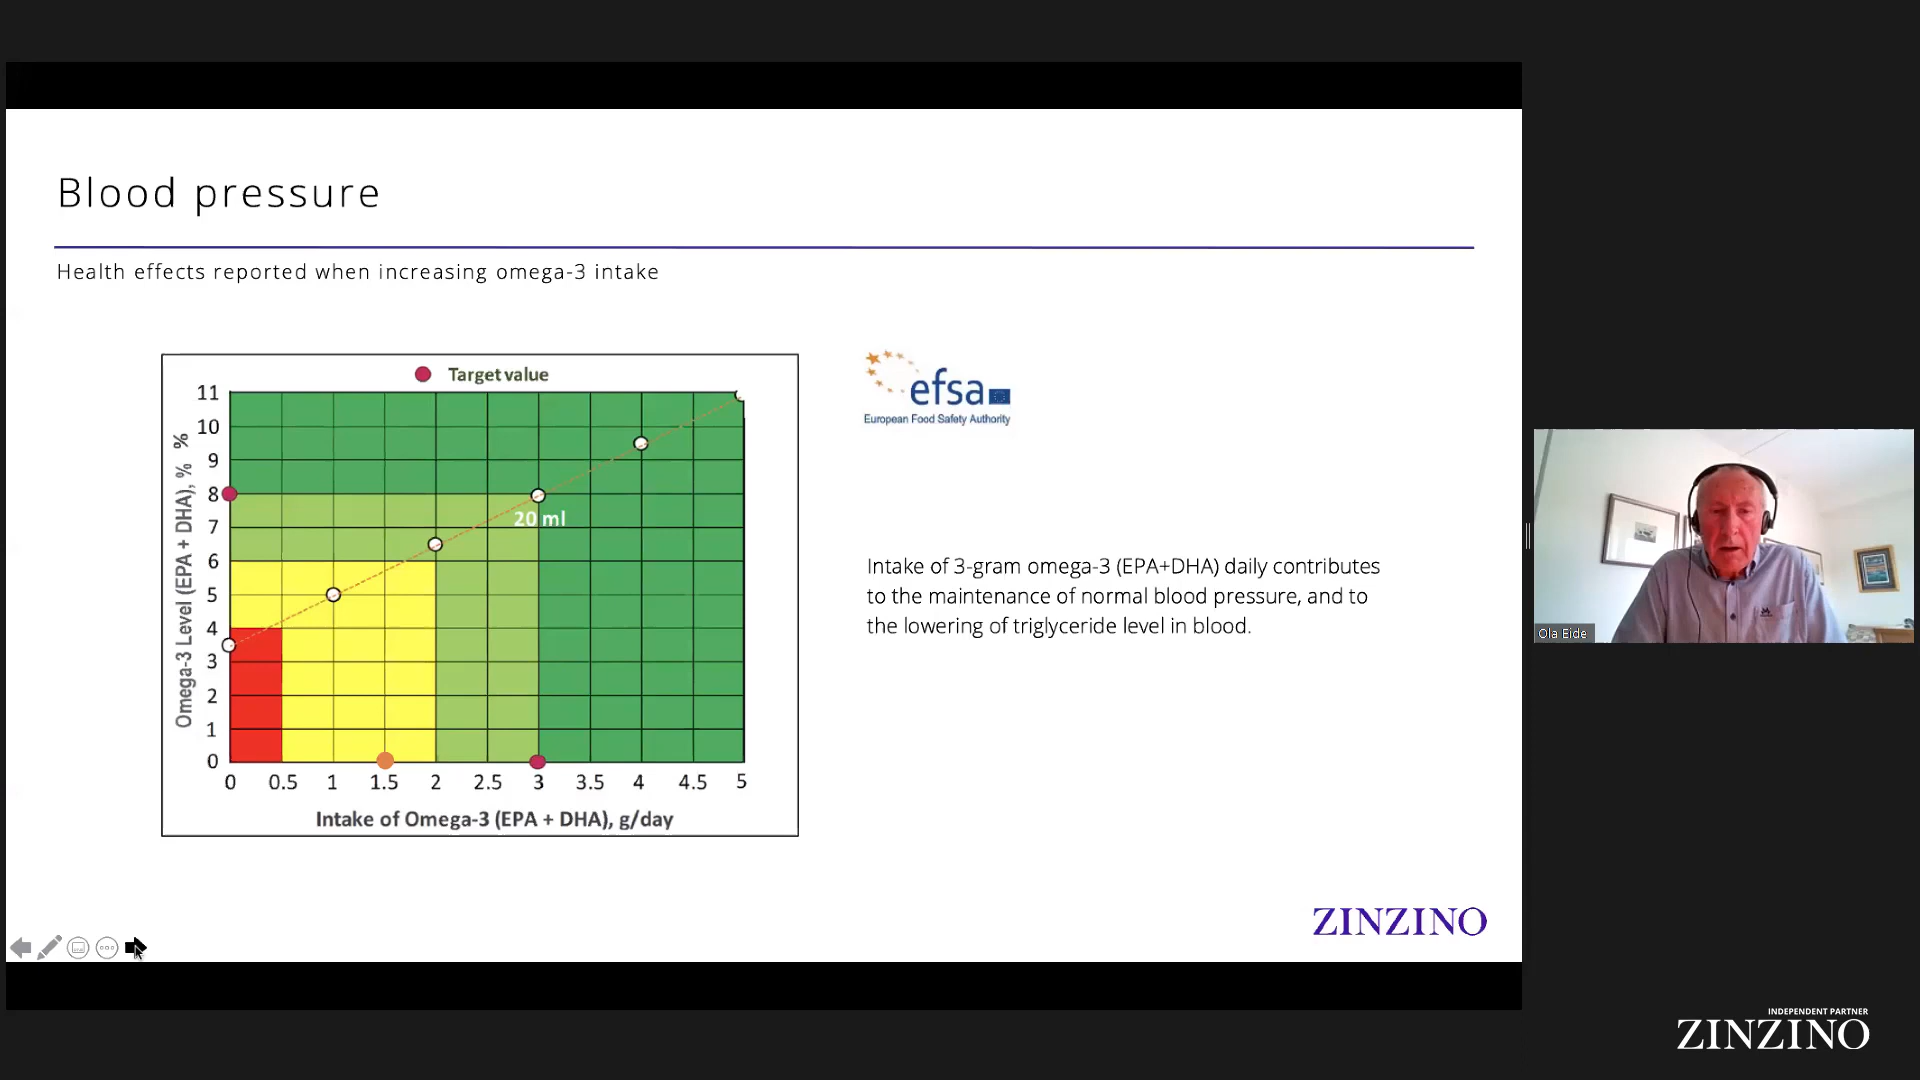 Blood pressure
Health effects reported when increasing omega-3 intake
Target value
11
10
9
8
7
6
5
4
3
2
1
0
Omega-3 Level (EPA + DHA), % %
20 ml
0 0.5 1 1.5 2 2.5 3 3.5 4 4.5 5
Intake of Omega-3 (EPA + DHA), g/day
efsa
European Food Safety Authority
Intake of 3-gram omega-3 (EPA+DHA) daily contributes
to the maintenance of normal blood pressure, and to
the lowering of triglyceride level in blood.
ZINZINO
Ola Eide
INDEPENDENT PARTNER
ZINZINO